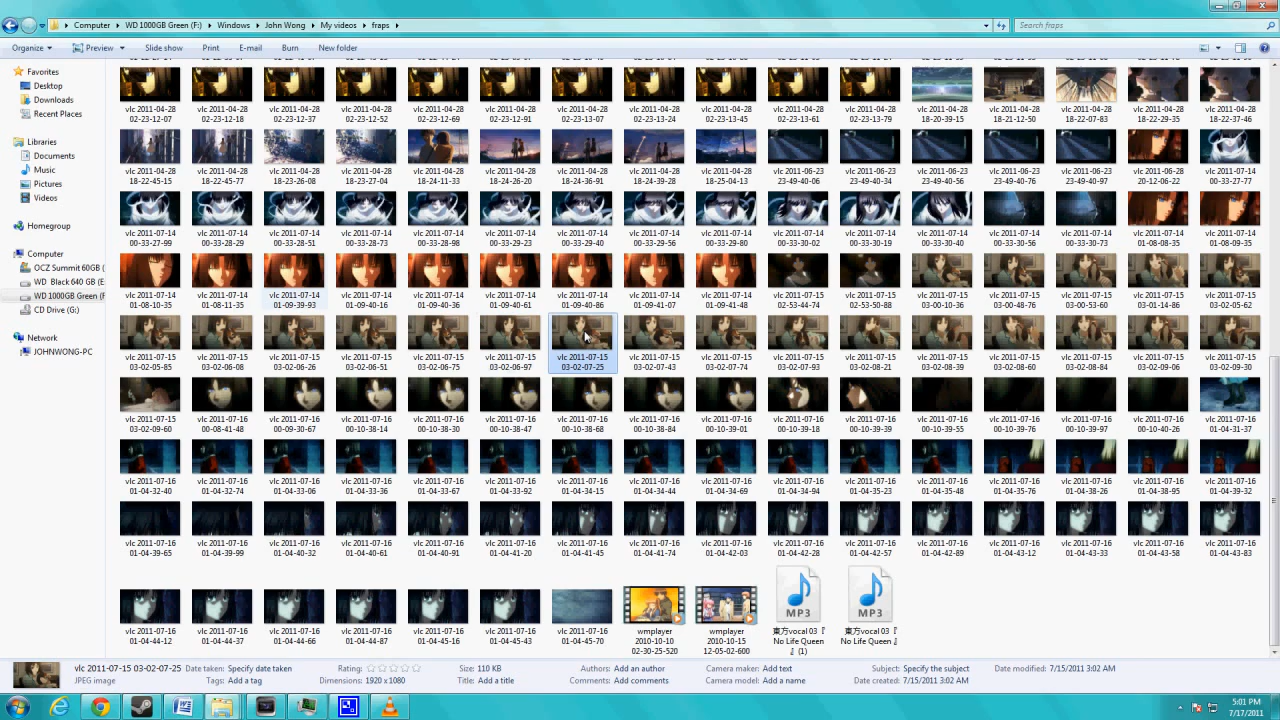 Computer ▸ WD 1000GB Green (F:) ▸ Windows ▸ John Wong ▸ My videos ▸ fraps ▸
Search fraps
Organize Preview Slide show Print E-mail Burn New folder
Favorites
Desktop
Downloads
Recent Places
Libraries
Documents
Music
Pictures
Videos
Homegroup
Computer
OCZ Summit 60GB (
WD Black 640 GB (E
WD 1000GB Green (F
CD Drive (G:)
Network
JOHNWONG-PC
vlc 2011-04-28 vlc 2011-04-28 vlc 2011-04-28 vlc 2011-04-28 vlc 2011-04-28 vlc 2011-04-28 vlc 2011-04-28 vlc 2011-04-28 vlc 2011-04-28 vlc 2011-04-28 vlc 2011-04-28 vlc 2011-04-28 vlc 2011-04-28 vlc 2011-04-28 vlc 2011-04-28 vlc 2011-04-28
02-23-12-07 02-23-12-18 02-23-12-37 02-23-12-52 02-23-12-69 02-23-12-91 02-23-13-07 02-23-13-24 02-23-13-45 02-23-13-61 02-23-13-79 18-20-39-15 18-21-12-50 18-22-07-83 18-22-29-35 18-22-37-46
vlc 2011-04-28 vlc 2011-04-28 vlc 2011-04-28 vlc 2011-04-28 vlc 2011-04-28 vlc 2011-04-28 vlc 2011-04-28 vlc 2011-04-28 vlc 2011-04-28 vlc 2011-06-23 vlc 2011-06-23 vlc 2011-06-23 vlc 2011-06-23 vlc 2011-06-23 vlc 2011-06-28 vlc 2011-07-14
18-22-45-15 18-22-45-77 18-23-26-08 18-23-27-04 18-24-11-33 18-24-26-20 18-24-36-91 18-24-39-28 18-25-04-13 23-49-40-06 23-49-40-34 23-49-40-56 23-49-40-76 23-49-40-97 20-12-06-22 00-33-27-77
vlc 2011-07-14 vlc 2011-07-14 vlc 2011-07-14 vlc 2011-07-14 vlc 2011-07-14 vlc 2011-07-14 vlc 2011-07-14 vlc 2011-07-14 vlc 2011-07-14 vlc 2011-07-14 vlc 2011-07-14 vlc 2011-07-14 vlc 2011-07-14 vlc 2011-07-14 vlc 2011-07-14 vlc 2011-07-14
00-33-27-99 00-33-28-29 00-33-28-51 00-33-28-73 00-33-28-98 00-33-29-23 00-33-29-40 00-33-29-56 00-33-29-80 00-33-30-02 00-33-30-19 00-33-30-40 00-33-30-56 00-33-30-73 01-08-08-35 01-08-09-35
vlc 2011-07-14 vlc 2011-07-14 vlc 2011-07-14 vlc 2011-07-14 vlc 2011-07-14 vlc 2011-07-14 vlc 2011-07-14 vlc 2011-07-14 vlc 2011-07-14 vlc 2011-07-15 vlc 2011-07-15 vlc 2011-07-15 vlc 2011-07-15 vlc 2011-07-15 vlc 2011-07-15 vlc 2011-07-15
01-08-10-35 01-08-11-35 01-09-39-93 01-09-40-16 01-09-40-36 01-09-40-61 01-09-40-86 01-09-41-07 01-09-41-48 02-53-44-74 02-53-50-88 03-00-10-36 03-00-48-76 03-00-53-64 03-01-14-86 03-02-05-62
vlc 2011-07-15 vlc 2011-07-15 vlc 2011-07-15 vlc 2011-07-15 vlc 2011-07-15 vlc 2011-07-15 vlc 2011-07-15 vlc 2011-07-15 vlc 2011-07-15 vlc 2011-07-15 vlc 2011-07-15 vlc 2011-07-15 vlc 2011-07-15 vlc 2011-07-15 vlc 2011-07-15 vlc 2011-07-15
03-02-05-85 03-02-06-08 03-02-06-26 03-02-06-51 03-02-06-75 03-02-06-97 03-02-07-25 03-02-07-43 03-02-07-74 03-02-07-93 03-02-08-21 03-02-08-39 03-02-08-60 03-02-08-84 03-02-09-06 03-02-09-30
vlc 2011-07-15 vlc 2011-07-16 vlc 2011-07-16 vlc 2011-07-16 vlc 2011-07-16 vlc 2011-07-16 vlc 2011-07-16 vlc 2011-07-16 vlc 2011-07-16 vlc 2011-07-16 vlc 2011-07-16 vlc 2011-07-16 vlc 2011-07-16 vlc 2011-07-16 vlc 2011-07-16 vlc 2011-07-16
03-02-09-60 00-08-41-48 00-09-30-67 00-10-38-14 00-10-38-30 00-10-38-47 00-10-38-68 00-10-38-84 00-10-39-01 00-10-39-18 00-10-39-39 00-10-39-55 00-10-39-76 00-10-39-97 00-10-40-26 01-04-31-37
vlc 2011-07-16 vlc 2011-07-16 vlc 2011-07-16 vlc 2011-07-16 vlc 2011-07-16 vlc 2011-07-16 vlc 2011-07-16 vlc 2011-07-16 vlc 2011-07-16 vlc 2011-07-16 vlc 2011-07-16 vlc 2011-07-16 vlc 2011-07-16 vlc 2011-07-16 vlc 2011-07-16 vlc 2011-07-16
01-04-32-40 01-04-32-74 01-04-33-06 01-04-33-36 01-04-33-67 01-04-33-92 01-04-34-15 01-04-34-44 01-04-34-69 01-04-34-94 01-04-35-23 01-04-35-48 01-04-35-76 01-04-38-26 01-04-38-95 01-04-39-32
vlc 2011-07-16 vlc 2011-07-16 vlc 2011-07-16 vlc 2011-07-16 vlc 2011-07-16 vlc 2011-07-16 vlc 2011-07-16 vlc 2011-07-16 vlc 2011-07-16 vlc 2011-07-16 vlc 2011-07-16 vlc 2011-07-16 vlc 2011-07-16 vlc 2011-07-16 vlc 2011-07-16 vlc 2011-07-16
01-04-39-65 01-04-39-99 01-04-40-32 01-04-40-61 01-04-40-91 01-04-41-20 01-04-41-45 01-04-41-74 01-04-42-03 01-04-42-28 01-04-42-57 01-04-42-89 01-04-43-12 01-04-43-33 01-04-43-58 01-04-43-83
MP3 MP3
vlc 2011-07-16 vlc 2011-07-16 vlc 2011-07-16 vlc 2011-07-16 vlc 2011-07-16 vlc 2011-07-16 vlc 2011-07-16 wmplayer wmplayer 東方vocal 03『 東方vocal 03『
01-04-44-12 01-04-44-37 01-04-44-66 01-04-44-87 01-04-45-16 01-04-45-43 01-04-45-70 2010-10-10 2010-10-15 No Life Queen No Life Queen 』
02-30-25-520 12-05-02-600 』 (1)
vlc 2011-07-15 03-02-07-25 Date taken: Specify date taken Rating: Size: 110 KB Authors: Add an author Camera maker: Add text Subject: Specify the subject Date modified: 7/15/2011 3:02 AM
JPEG image Tags: Add a tag Dimensions: 1920 x 1080 Title: Add a title Comments: Add comments Camera model: Add a name Date created: 7/15/2011 3:02 AM
5:01 PM
7/17/2011